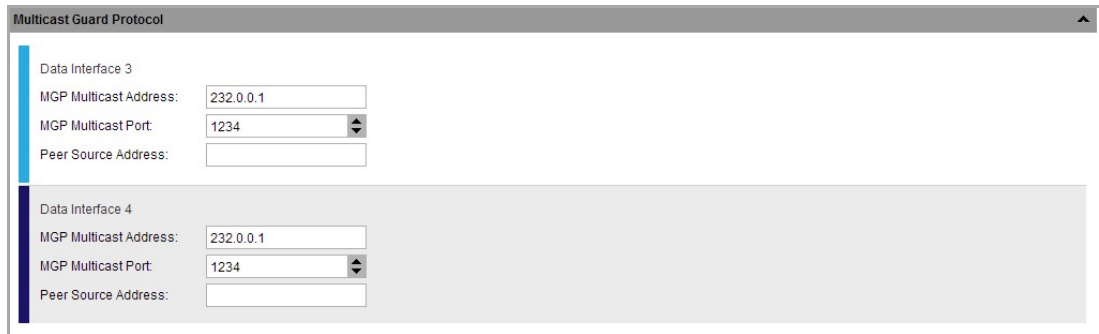 Multicast Guard Protocol
Data Interface 3
MGP Multicast Address: 232.0.0.1
MGP Multicast Port: 1234
Peer Source Address:
Data Interface 4
MGP Multicast Address: 232.0.0.1
MGP Multicast Port: 1234
Peer Source Address: